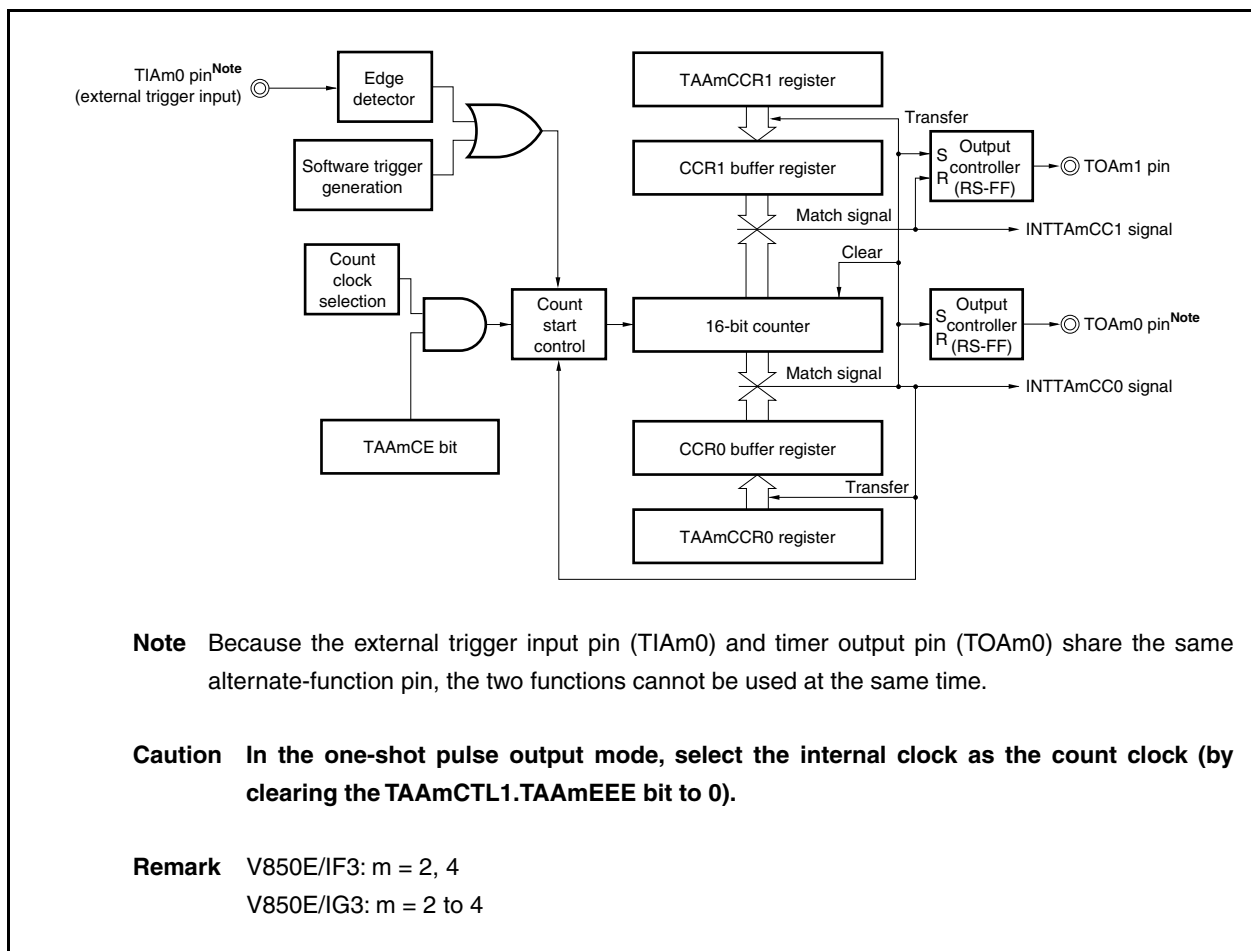 TIAm0 pinNote
(external trigger input)
Edge
detector
Software trigger
generation
Count
clock
selection
TAAmCE bit
Count
start
control
TAAmCCR1 register
Transfer
CCR1 buffer register
S
R
Output
controller
(RS-FF)
TOAm1 pin
Match signal
INTTAmCC1 signal
Clear
16-bit counter
S
R
Output
controller
(RS-FF)
TOAm0 pinNote
Match signal
INTTAmCC0 signal
CCR0 buffer register
Transfer
TAAmCCR0 register
Note Because the external trigger input pin (TIAm0) and timer output pin (TOAm0) share the same
alternate-function pin, the two functions cannot be used at the same time.
Caution In the one-shot pulse output mode, select the internal clock as the count clock (by
clearing the TAAmCTL1.TAAmEEE bit to 0).
Remark V850E/IF3: m = 2, 4
V850E/IG3: m = 2 to 4